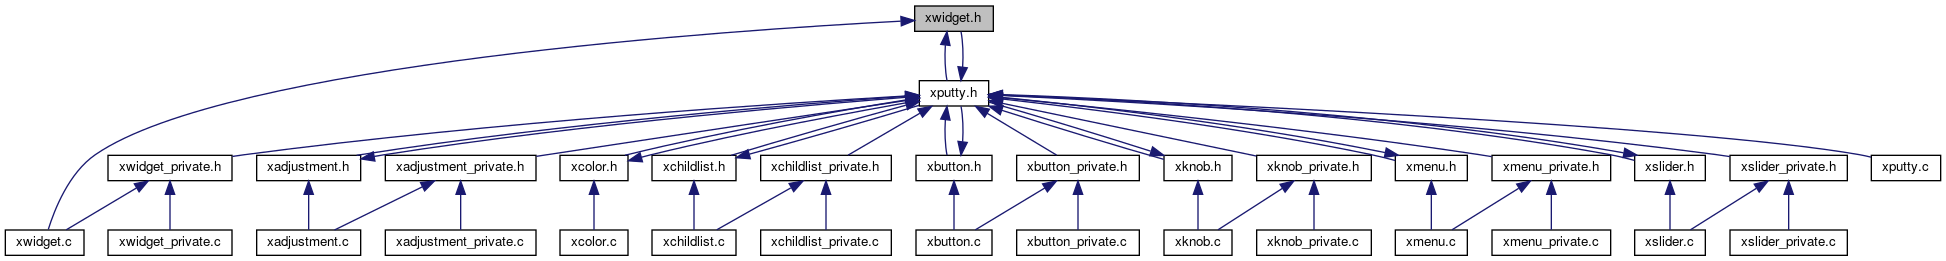 xwidget.h
xputty.h
xwidget_private.h
xadjustment.h
xadjustment_private.h
xcolor.h
xchildlist.h
xchildlist_private.h
xbutton.h
xbutton_private.h
xknob.h
xknob_private.h
xmenu.h
xmenu_private.h
xslider.h
xslider_private.h
xputty.c
xwidget.c
xwidget_private.c
xadjustment.c
xadjustment_private.c
xcolor.c
xchildlist.c
xchildlist_private.c
xbutton.c
xbutton_private.c
xknob.c
xknob_private.c
xmenu.c
xmenu_private.c
xslider.c
xslider_private.c